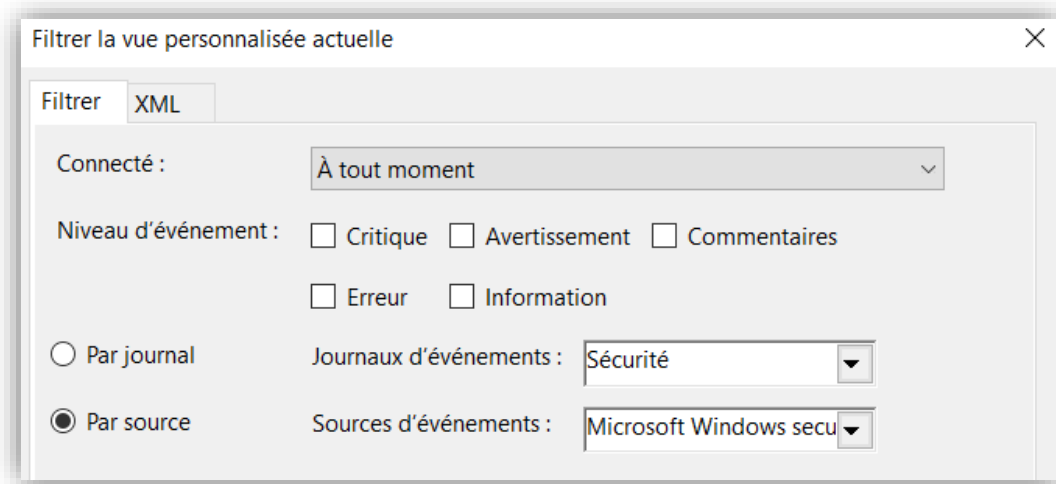 Filtrer la vue personnalisée actuelle
Filtrer XML
Connecté : À tout moment
Niveau d’événement : Critique Avertissement Commentaires
Erreur Information
Par journal Journaux d’événements : Sécurité
Par source Sources d’événements : Microsoft Windows secu